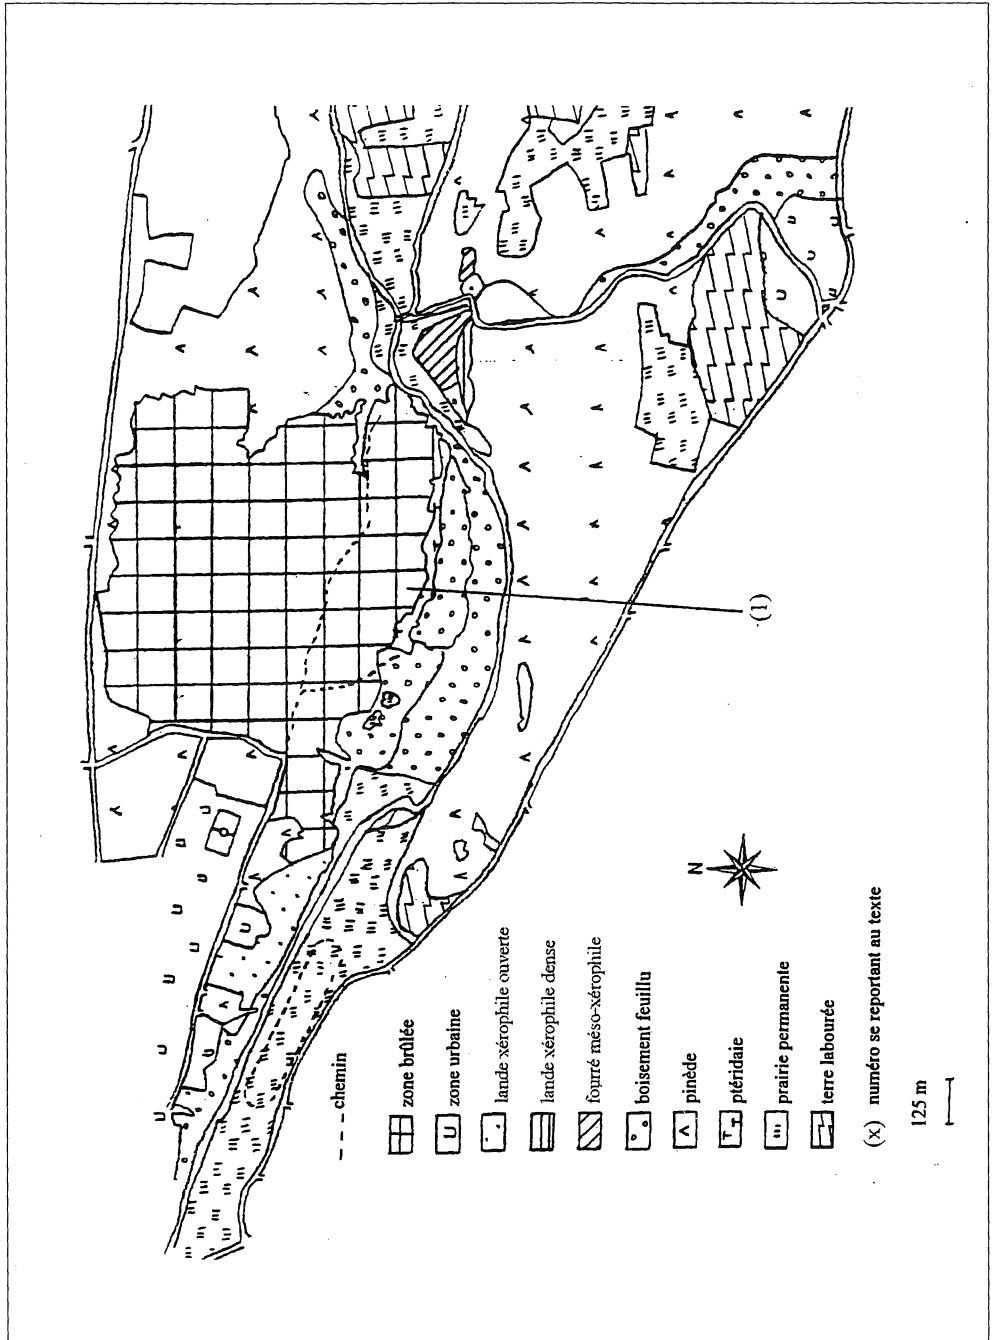 (1)
N
chemin
zone brûlée
zone urbaine
lande xérophile ouverte
lande xérophile dense
fourré méso-xérophile
boisement feuillu
pinède
ptéridaie
prairie permanente
terre labourée
(x) numéro se reportant au texte
125 m